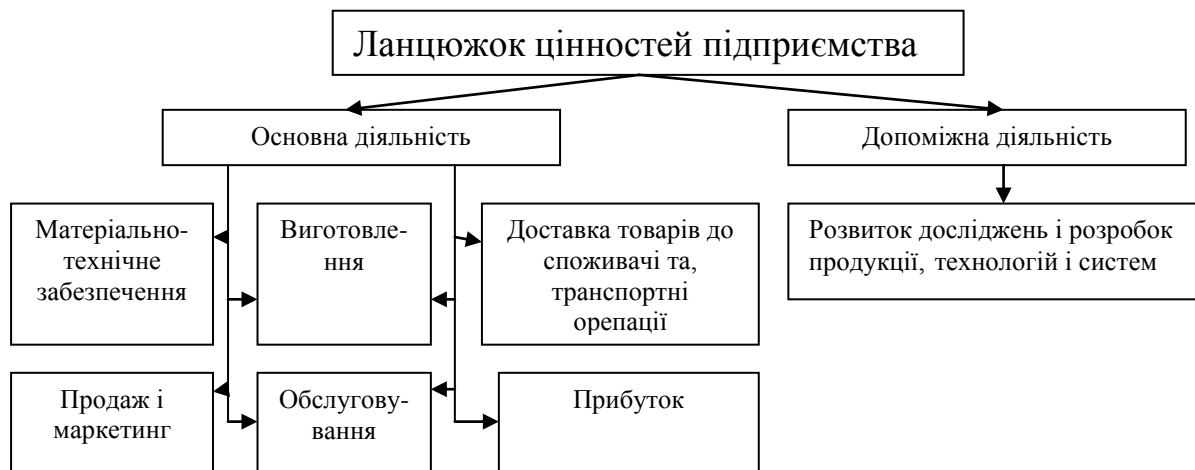 Ланцюжок цінностей підприємства
Основна діяльність
Допоміжна діяльність
Матеріально-
технічне
забезпечення
Виготовле-
ння
Доставка товарів до
споживачі та,
транспортні
орепації
Розвиток досліджень і розробок
продукції, технологій і систем
Продаж і
маркетинг
Обслугову-
вання
Прибуток